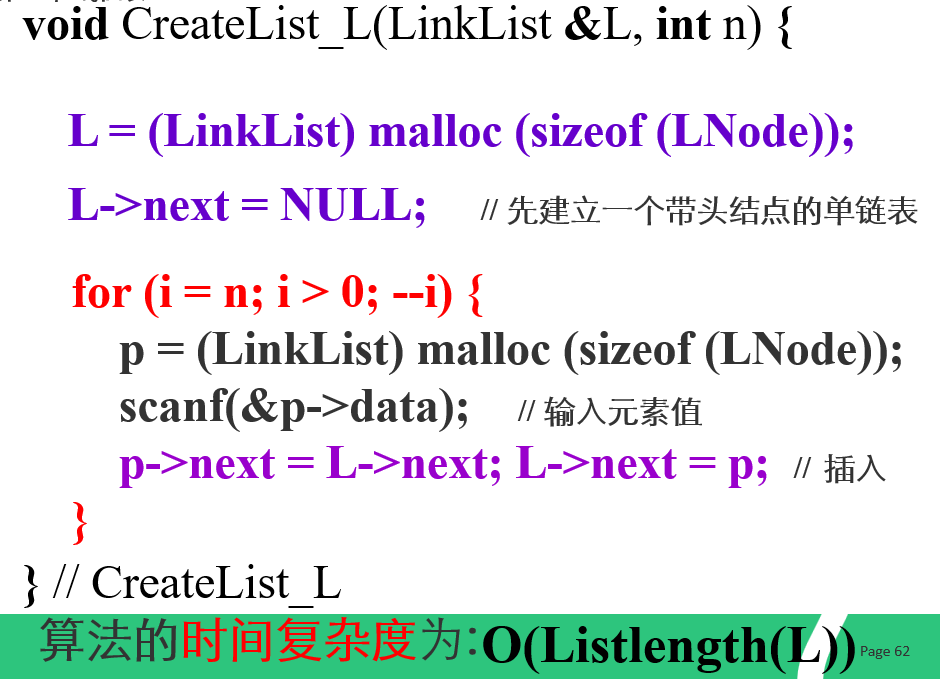 void CreateList_L(LinkList &L, int n) {
L = (LinkList) malloc (sizeof (LNode));
L->next = NULL; // 先建立一个带头结点的单链表
for (i = n; i > 0; --i) {
p = (LinkList) malloc (sizeof (LNode));
scanf(&p->data); // 输入元素值
p->next = L->next; L->next = p; // 插入
}
} // CreateList_L
算法的时间复杂度为:O(Listlength(L))
Page 62